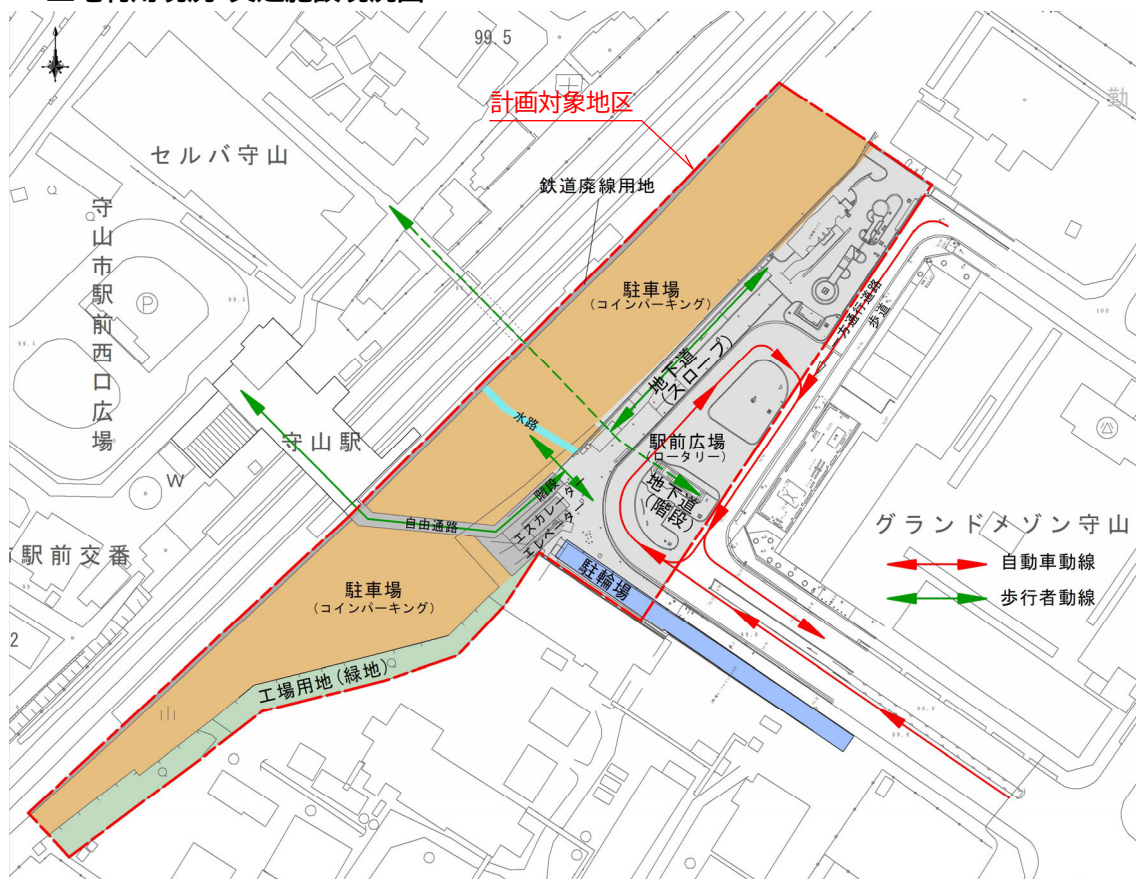 99.5
勤
計画対象地区
セルバ守山
鉄道廃線用地
守山市駅前西口広場
P
駐車場
(コインパーキング)
一方通行道路
歩道
地下道
(スロープ)
水路
守山駅
駅前広場
(ロータリー)
W
階段
エスカレーター
エレベーター
地下道
(階段)
自由通路
グランドメゾン守山
駅前交番
自動車動線
駐輪場
歩行者動線
駐車場
(コインパーキング)
工場用地(緑地)